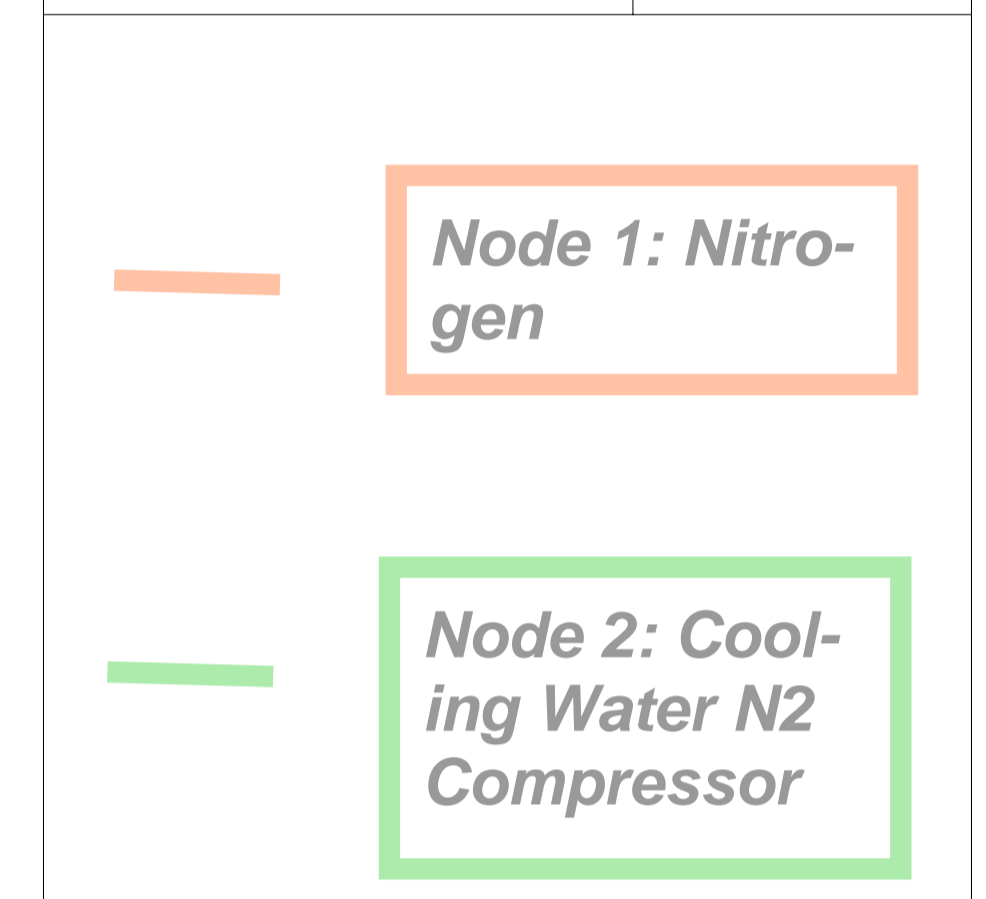 Node 1: Nitro-
gen
Node 2: Cool-
ing Water N2
Compressor